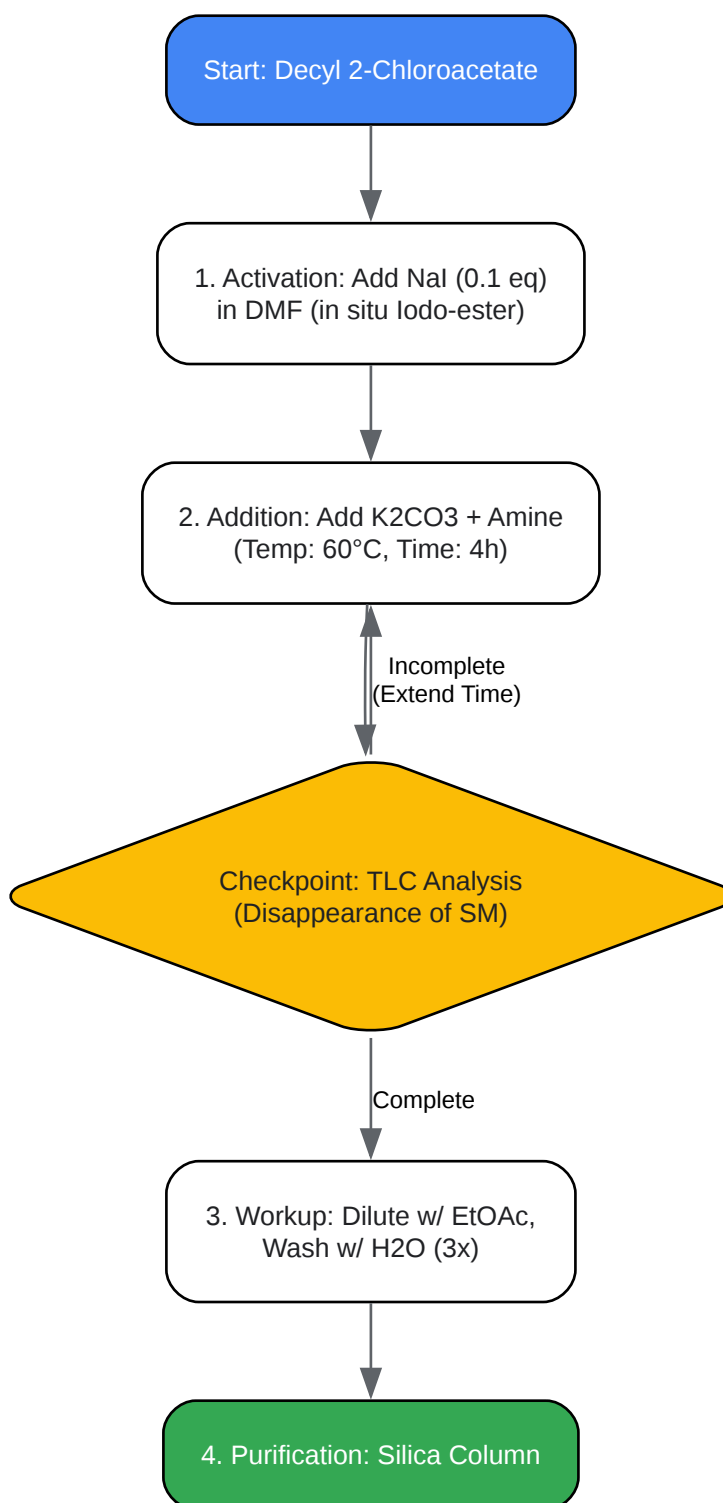 Start: Decyl 2-Chloroacetate
1. Activation: Add NaI (0.1 eq)
in DMF (in situ Iodo-ester)
2. Addition: Add K2CO3 + Amine
(Temp: 60°C, Time: 4h)
Incomplete
(Extend Time)
Checkpoint: TLC Analysis
(Disappearance of SM)
Complete
3. Workup: Dilute w/ EtOAc,
Wash w/ H2O (3x)
4. Purification: Silica Column